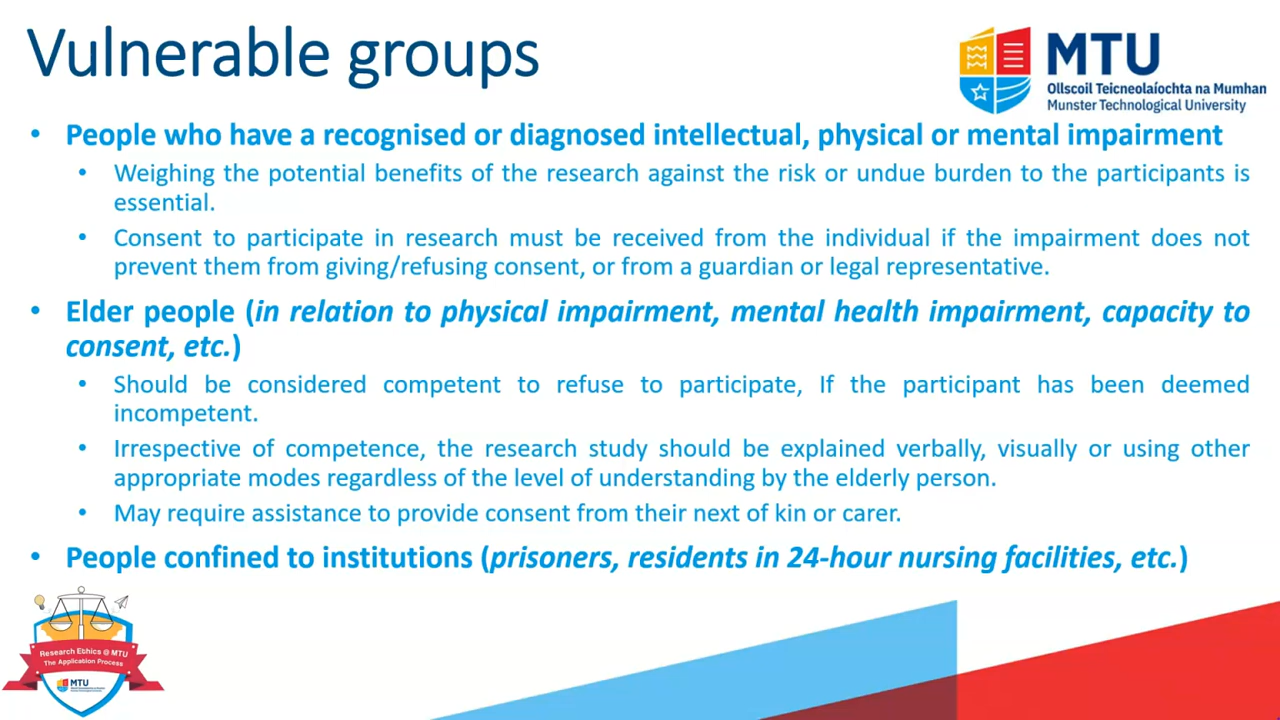 Vulnerable groups
MTU
Ollscoil Teicneolaíochta na Mumhan
Munster Technological University
• People who have a recognised or diagnosed intellectual, physical or mental impairment
• Weighing the potential benefits of the research against the risk or undue burden to the participants is
essential.
• Consent to participate in research must be received from the individual if the impairment does not
prevent them from giving/refusing consent, or from a guardian or legal representative.
• Elder people (in relation to physical impairment, mental health impairment, capacity to
consent, etc.)
• Should be considered competent to refuse to participate, If the participant has been deemed
incompetent.
• Irrespective of competence, the research study should be explained verbally, visually or using other
appropriate modes regardless of the level of understanding by the elderly person.
• May require assistance to provide consent from their next of kin or carer.
• People confined to institutions (prisoners, residents in 24-hour nursing facilities, etc.)
Research Ethics @ MTU
The Application Process
MTU